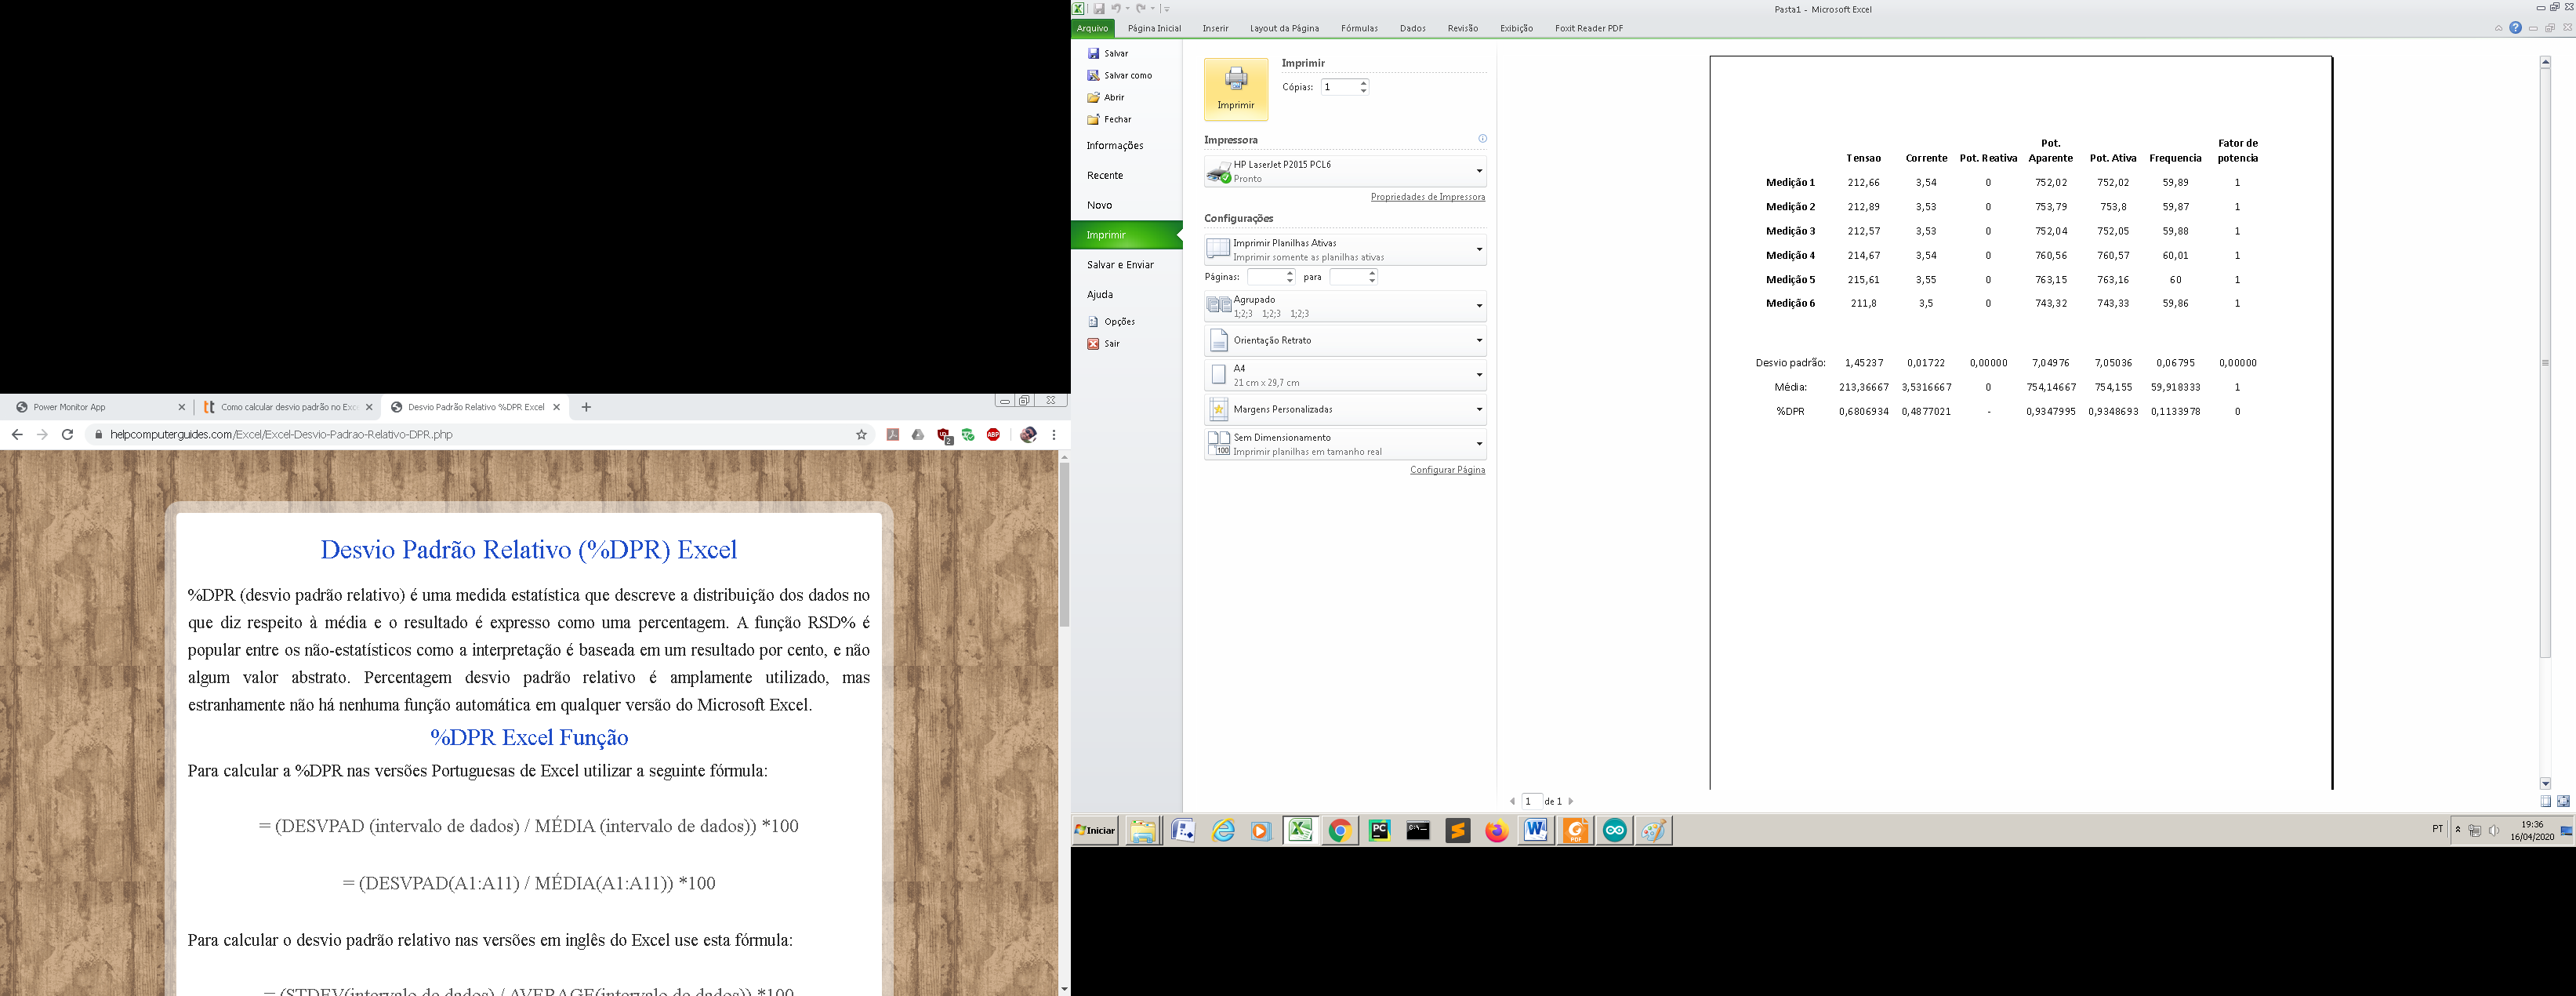 Power Monitor App
Como calcular desvio padrão no Exc
Desvio Padrão Relativo %DPR Excel
helpcomputerguides.com/Excel/Excel-Desvio-Padrao-Relativo-DPR.php
2
ABP
Desvio Padrão Relativo (%DPR) Excel
%DPR (desvio padrão relativo) é uma medida estatística que descreve a distribuição dos dados no
que diz respeito à média e o resultado é expresso como uma percentagem. A função RSD% é
popular entre os não-estatísticos como a interpretação é baseada em um resultado por cento, e não
algum valor abstrato. Percentagem desvio padrão relativo é amplamente utilizado, mas
estranhamente não há nenhuma função automática em qualquer versão do Microsoft Excel.
%DPR Excel Função
Para calcular a %DPR nas versões Portuguesas de Excel utilizar a seguinte fórmula:
= (DESVPAD (intervalo de dados) / MÉDIA (intervalo de dados)) *100
= (DESVPAD(A1:A11) / MÉDIA(A1:A11)) *100
Para calcular o desvio padrão relativo nas versões em inglês do Excel use esta fórmula:
= (STDEV(intervalo de dados) / AVERAGE(intervalo de dados)) *100
Pasta1 - Microsoft Excel
Arquivo Página Inicial Inserir Layout da Página Fórmulas Dados Revisão Exibição Foxit Reader PDF
Salvar
Salvar como
Abrir
Fechar
Informações
Recente
Novo
Imprimir
Salvar e Enviar
Ajuda
Opções
Sair
Imprimir
Imprimir
Cópias: 1
Impressora
HP LaserJet P2015 PCL6
Pronto
Propriedades de Impressora
Configurações
Imprimir Planilhas Ativas
Imprimir somente as planilhas ativas
Páginas: para
Agrupado
1;2;3 1;2;3 1;2;3
Orientação Retrato
A4
21 cm x 29,7 cm
Margens Personalizadas
Sem Dimensionamento
100 Imprimir planilhas em tamanho real
Configurar Página
Tensao Corrente Pot. Reativa Pot. Aparente Pot. Ativa Frequencia Fator de potencia
Medição 1 212,66 3,54 0 752,02 752,02 59,89 1
Medição 2 212,89 3,53 0 753,79 753,8 59,87 1
Medição 3 212,57 3,53 0 752,04 752,05 59,88 1
Medição 4 214,67 3,54 0 760,56 760,57 60,01 1
Medição 5 215,61 3,55 0 763,15 763,16 60 1
Medição 6 211,8 3,5 0 743,32 743,33 59,86 1
Desvio padrão: 1,45237 0,01722 0,00000 7,04976 7,05036 0,06795 0,00000
Média: 213,36667 3,5316667 0 754,14667 754,155 59,918333 1
%DPR 0,6806934 0,4877021 - 0,9347995 0,9348693 0,1133978 0
1 de 1
Iniciar
PC
PDF
PT
19:36
16/04/2020